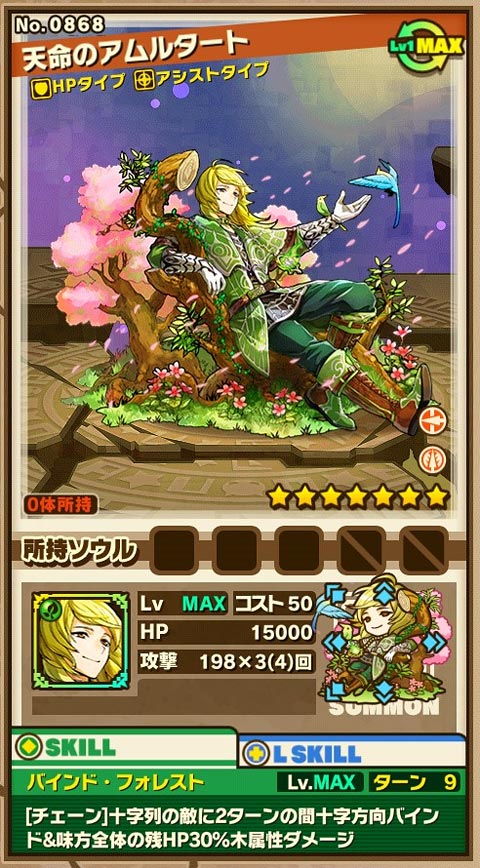 No.0868
天命のアムルタート
Lv1 MAX
HPタイプ アシストタイプ
0体所持
所持ソウル
Lv MAX コスト 50
HP 15000
攻撃 198×3(4)回
SUMMON
SKILL
L SKILL
バインド・フォレスト Lv.MAX ターン 9
[チェーン]十字列の敵に2ターンの間十字方向バイン
ド&味方全体の残HP30%木属性ダメージ